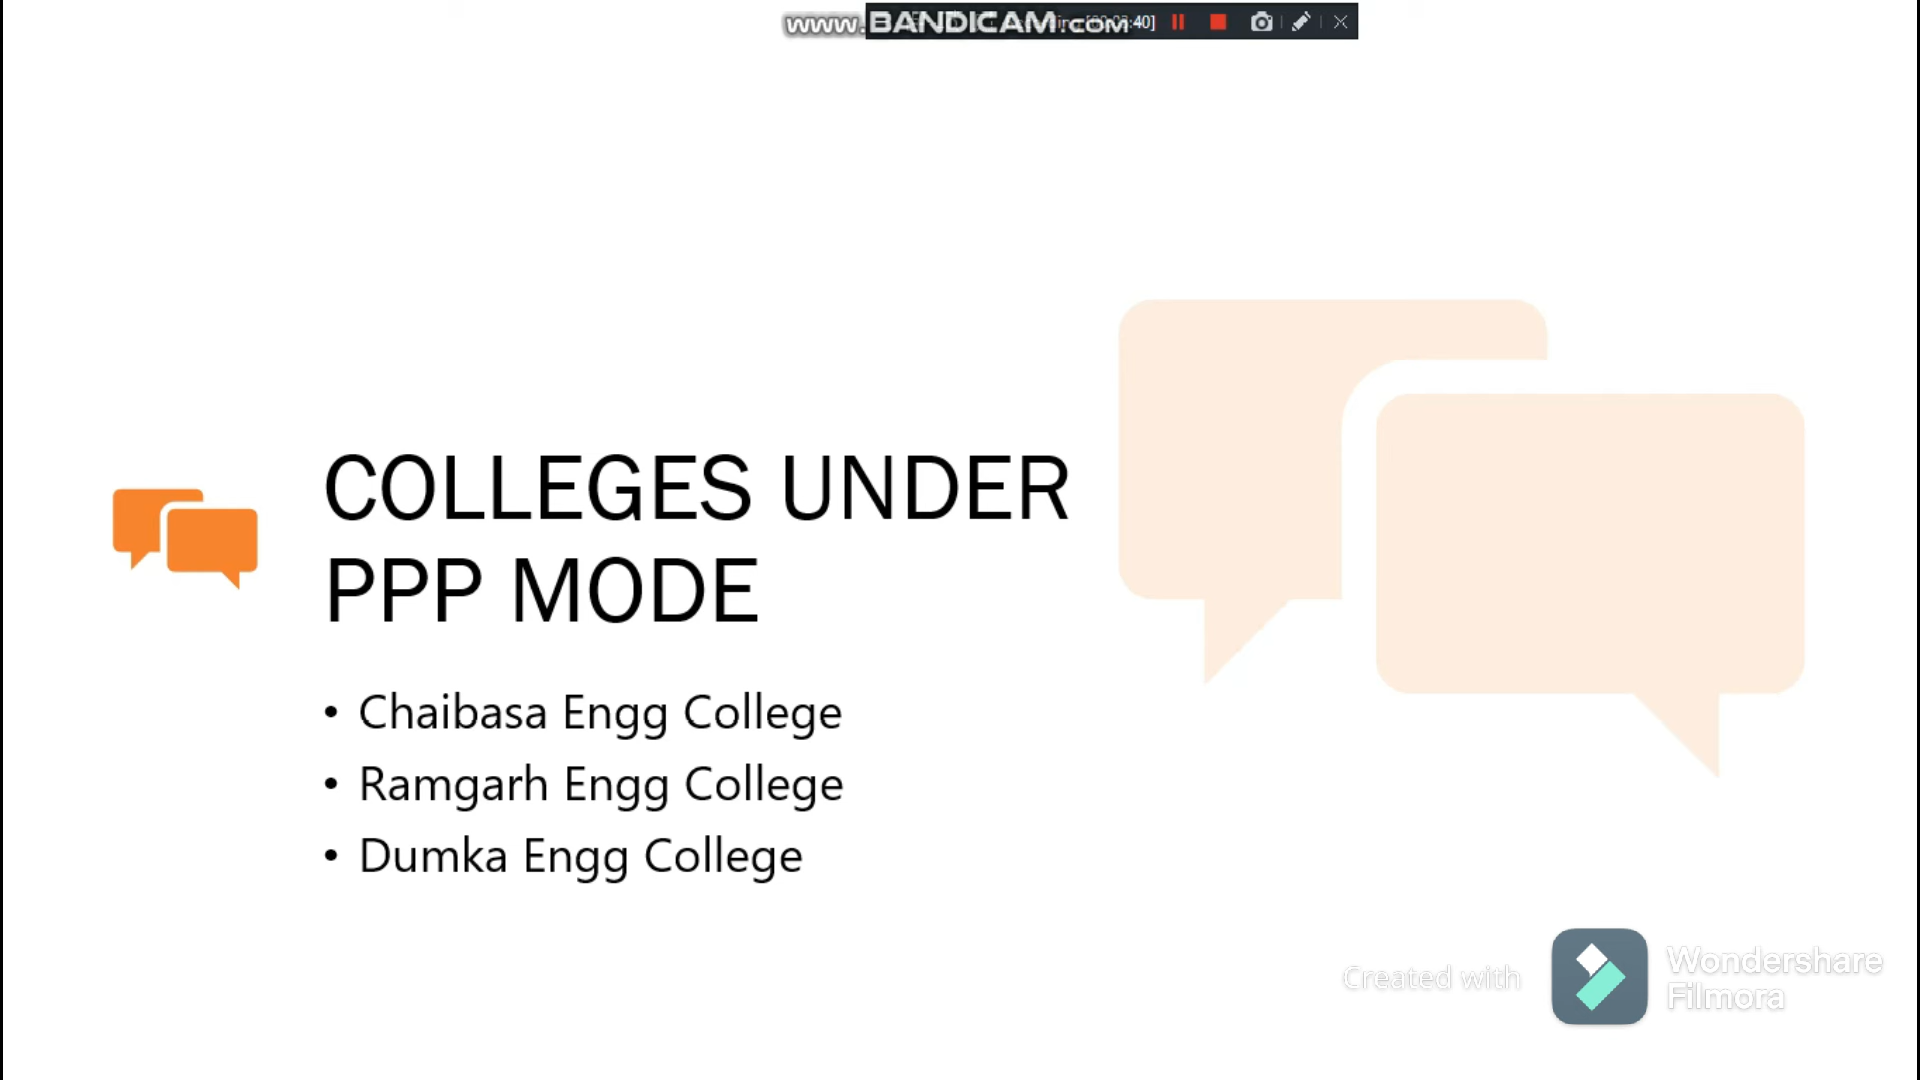 www.BANDICAM.com :40]
COLLEGES UNDER
PPP MODE
• Chaibasa Engg College
• Ramgarh Engg College
• Dumka Engg College
Created with
Wondershare
Filmora